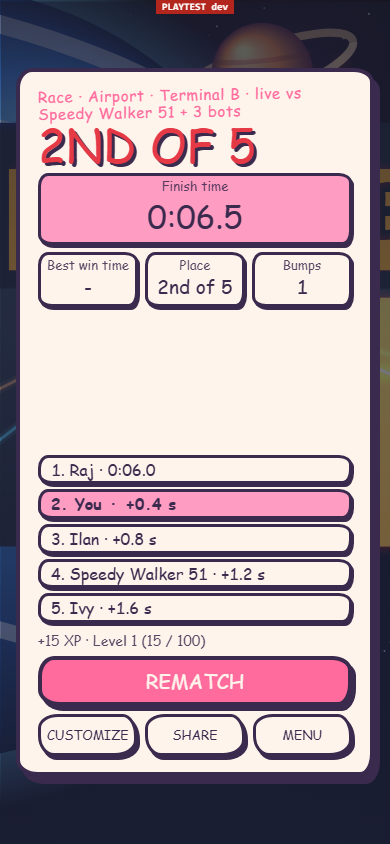 PLAYTEST dev
Race · Airport · Terminal B · live vs
Speedy Walker 51 + 3 bots
2ND OF 5
Finish time
0:06.5
Best win time
-
Place
2nd of 5
Bumps
1
1. Raj · 0:06.0
2. You · +0.4 s
3. Ilan · +0.8 s
4. Speedy Walker 51 · +1.2 s
5. Ivy · +1.6 s
+15 XP · Level 1 (15 / 100)
REMATCH
CUSTOMIZE
SHARE
MENU